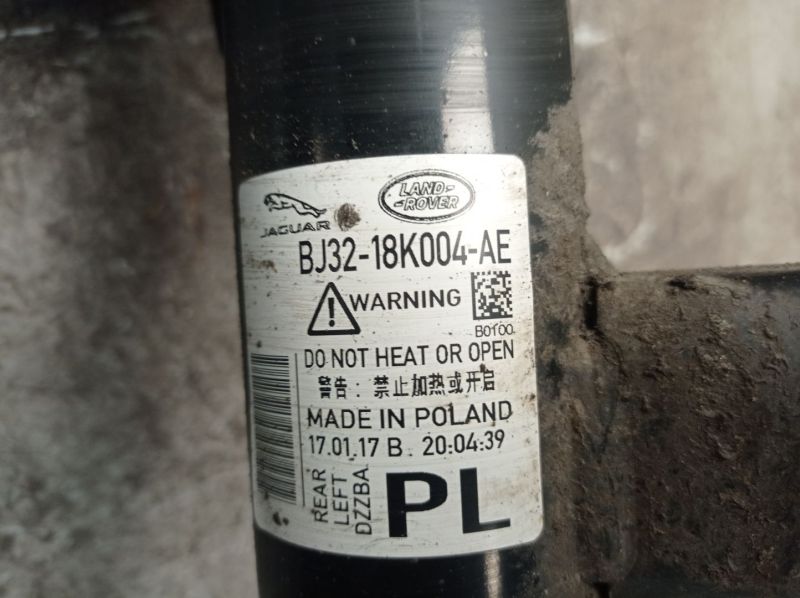 JAGUAR
LAND-
-ROVER
BJ32-18K004-AE
WARNING
B0100
DO NOT HEAT OR OPEN
警告：禁止加热或开启
MADE IN POLAND
17.01.17 B 20:04:39
REAR
LEFT
DZZBA
PL